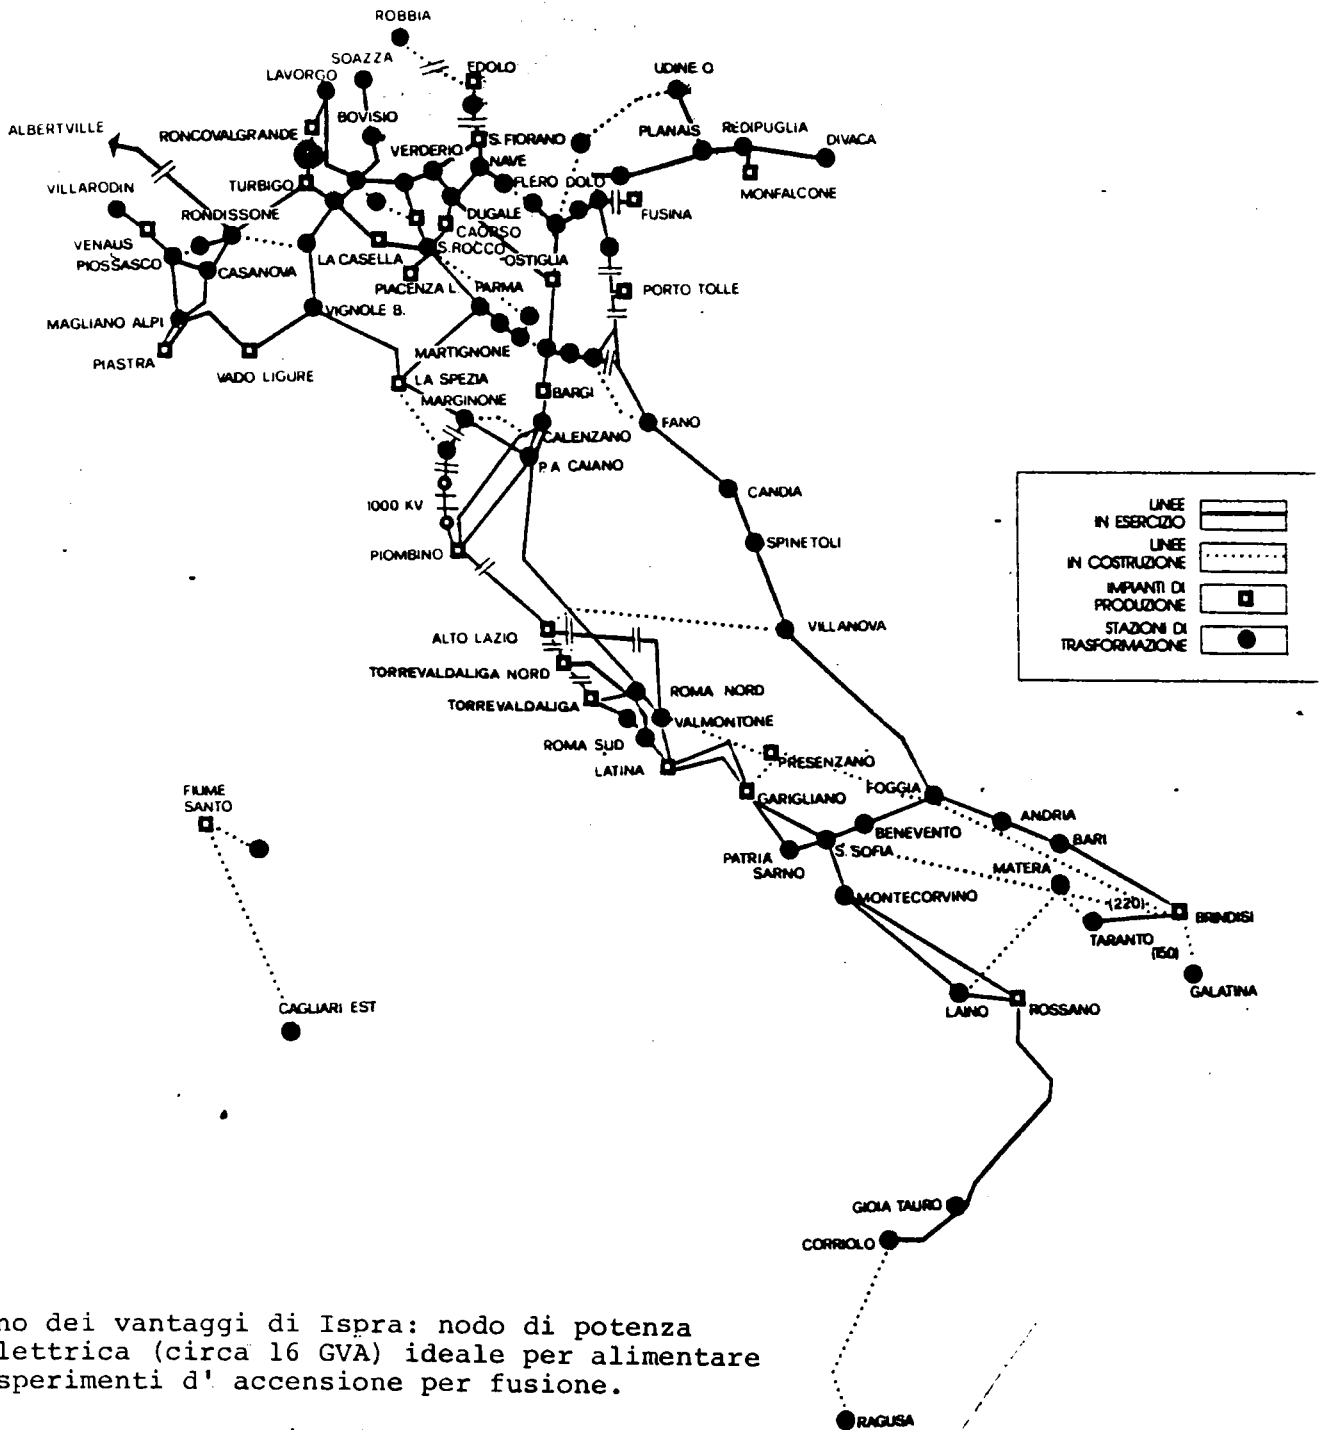 ROBBIA
SOAZZA
LAVORGO
EDOLO
UDINE O
ALBERTVILLE
RONCOVALGRANDE
BOVISIO
S. FIORANO
PLANAIS
REDIPUGLIA
DIVACA
VERDERIO
NAVE
VILLARODIN
TURBIGO
FLERO
DOLO
MONFALCONE
RONDISSONE
DUGALE
FUSINA
CAORSO
VENAUS
LA CASELLA
S. ROCCO
OSTIGLIA
PIOSSASCO
CASANOVA
PIACENZA L.
PARMA
PORTO TOLLE
VIGNOLE B.
MAGLIANO ALPI
PIASTRA
VADO LIGURE
MARTIGNONE
LA SPEZIA
BARGI
MARGINONE
FANO
CALENZANO
P. A CAIANO
1000 KV
CANDIA
PIOMBINO
SPINETOLI
LINEE
IN ESERCIZIO
LINEE
IN COSTRUZIONE
IMPIANTI DI
PRODUZIONE
STAZIONI DI
TRASFORMAZIONE
ALTO LAZIO
VILLANOVA
TORREVALDALIGA NORD
ROMA NORD
TORREVALDALIGA
VALMONTONE
ROMA SUD
LATINA
PRESENZANO
FIUME
SANTO
GARIGLIANO
FOGGIA
ANDRIA
BENEVENTO
BARI
PATRIA
SARNO
S. SOFIA
MATERA
MONTECORVINO
(220)
BRINDISI
TARANTO
(150)
GALATINA
CAGLIARI EST
LAINO
ROSSANO
GIOIA TAURO
CORRIOLO
no dei vantaggi di Ispra: nodo di potenza
lettrica (circa 16 GVA) ideale per alimentare
sperimenti d' accensione per fusione.
RAGUSA